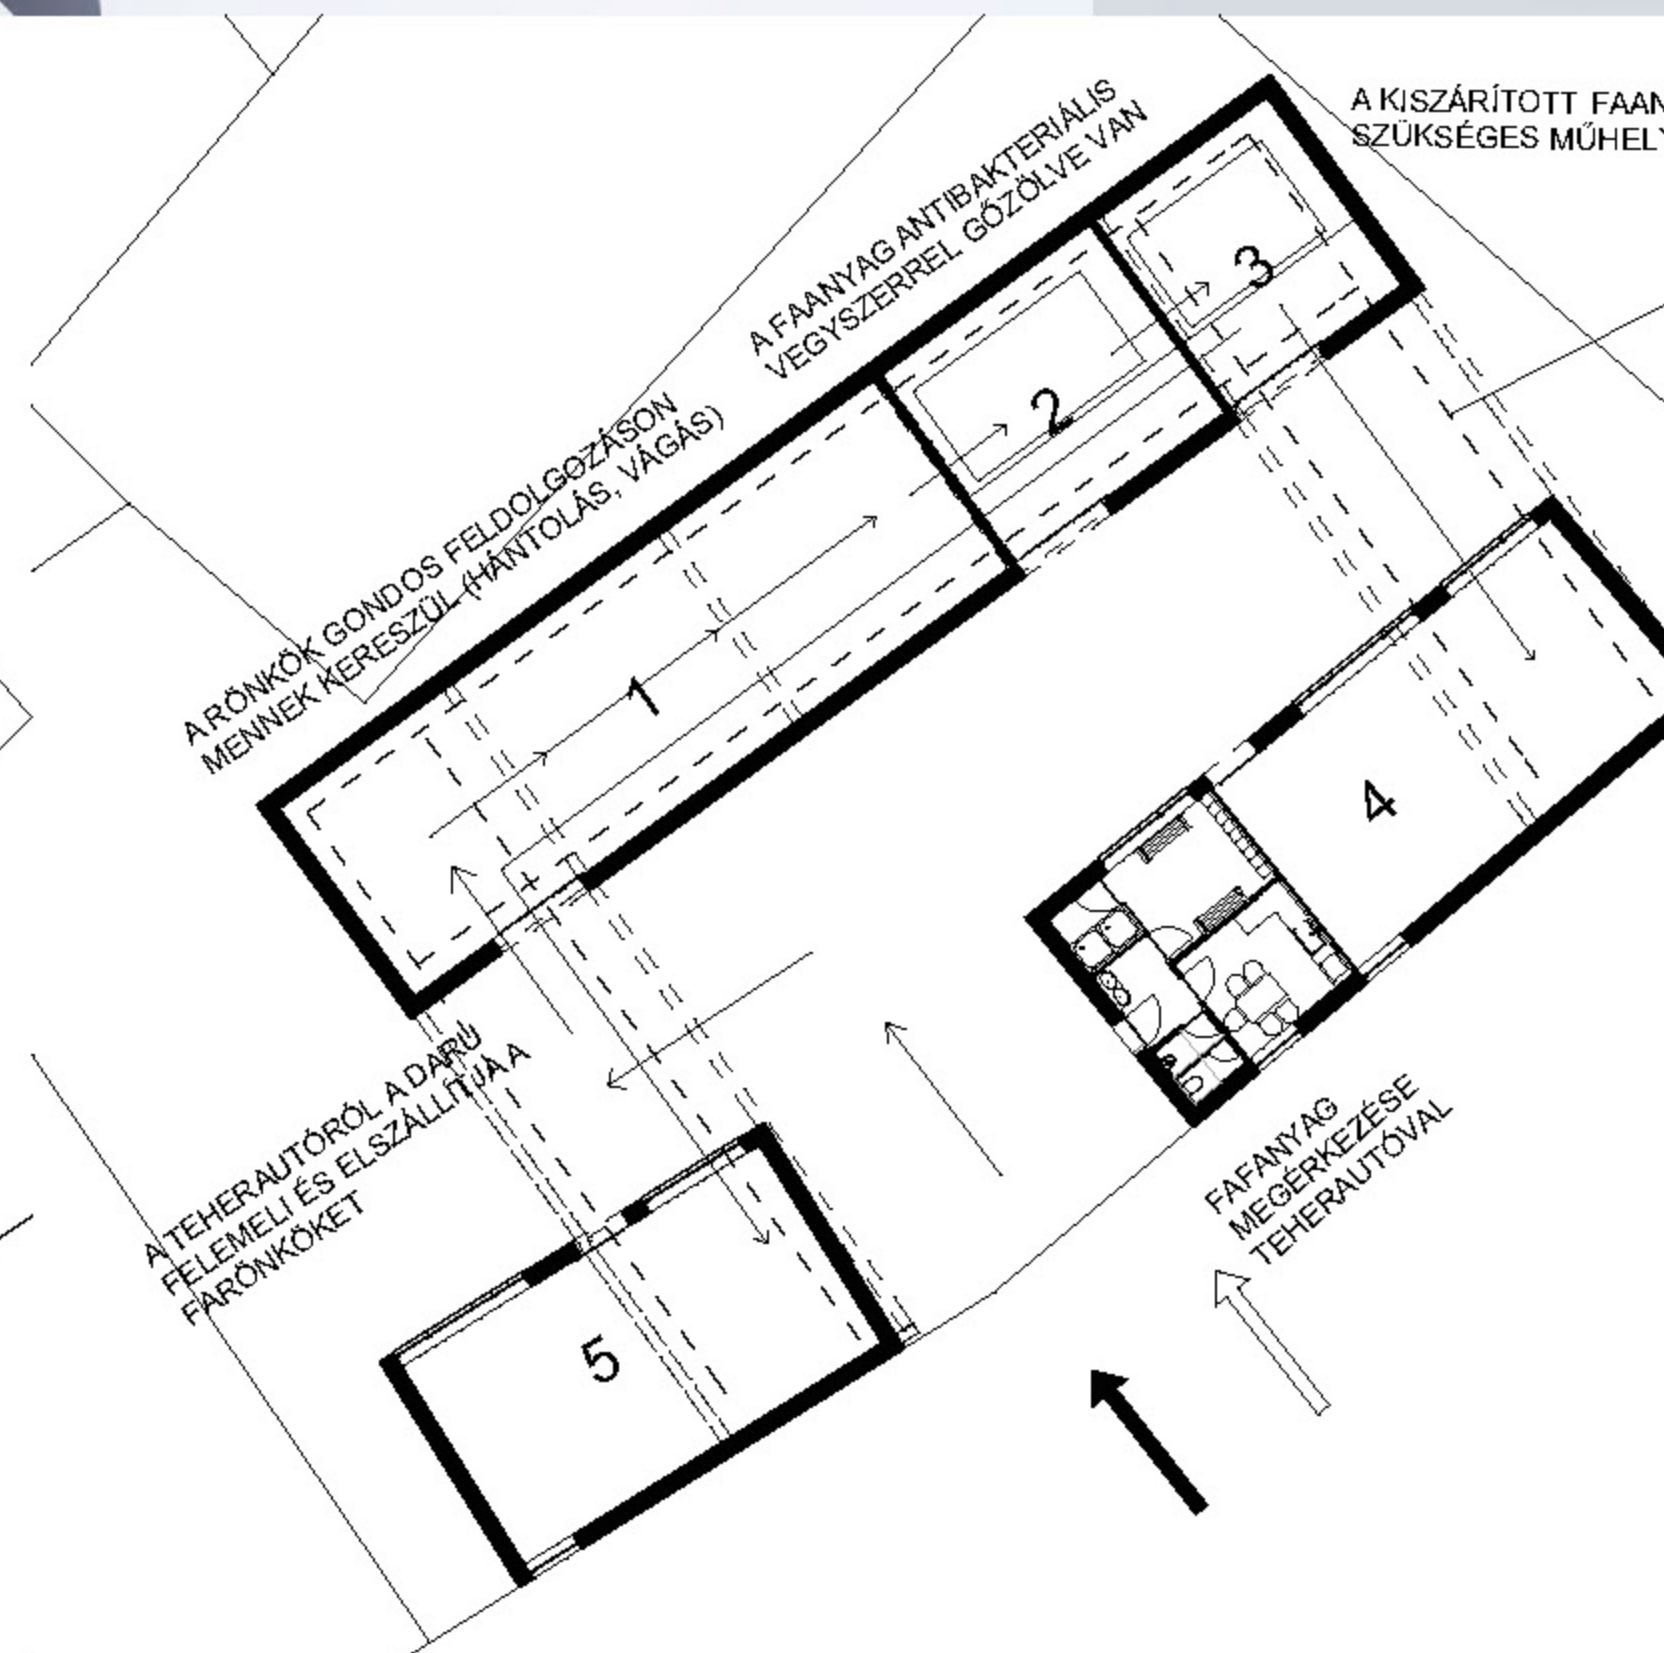 A KISZÁRÍTOTT FAAN
SZÜKSÉGES MŰHELY
A FAANYAG ANTIBAKTERIÁLIS
VEGYSZERREL GŐZÖLVE VAN
3
2
A RÖNKÖK GONDOS FELDOLGOZÁSON
MENNEK KERESZÜL (HÁNTOLÁS, VÁGÁS)
1
4
A TEHERAUTÓRÓL A DARU
FELEMELI ÉS ELSZÁLLÍTJA A
FARÖNKÖKET
FAFANYAG
MEGÉRKEZÉSE
TEHERAUTÓVAL
5